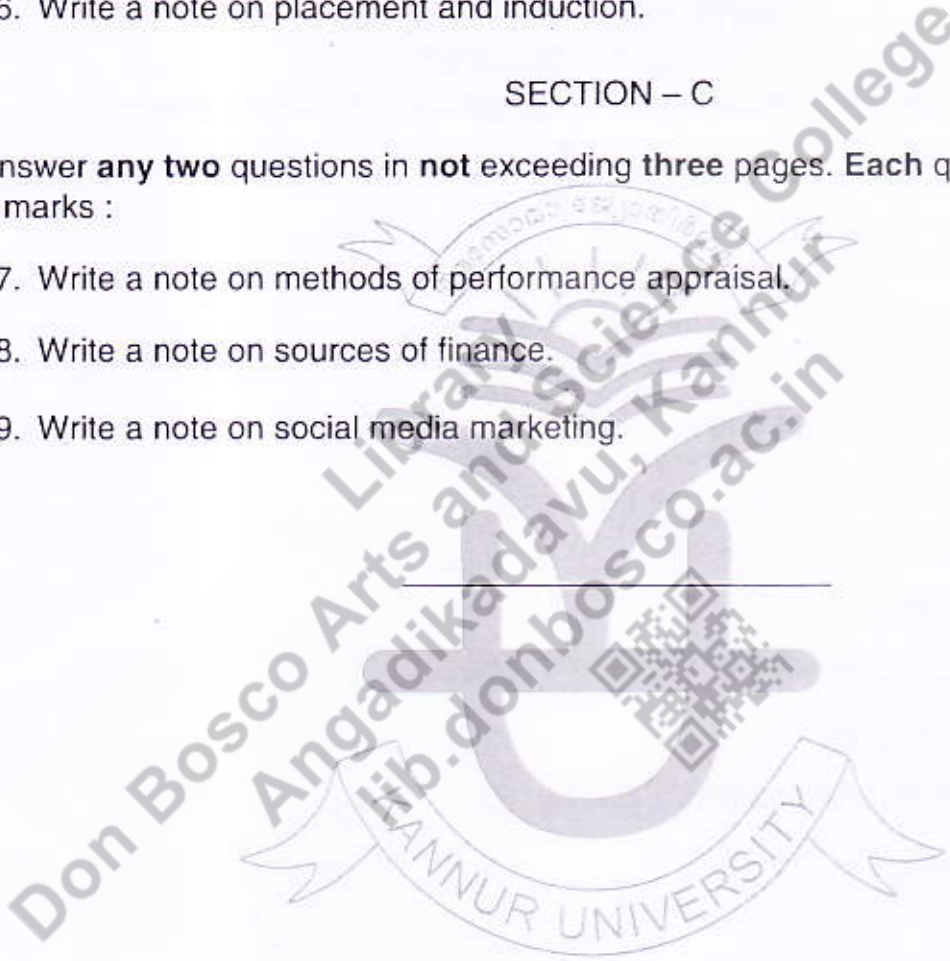 6. Write a note on placement and induction.
SECTION – C
nswer any two questions in not exceeding three pages. Each q
marks :
7. Write a note on methods of performance appraisal.
8. Write a note on sources of finance.
9. Write a note on social media marketing.
Library
Don Bosco Arts and Science College
Angadikadavu, Kannur
lib.donbosco.ac.in
KANNUR UNIVERSITY